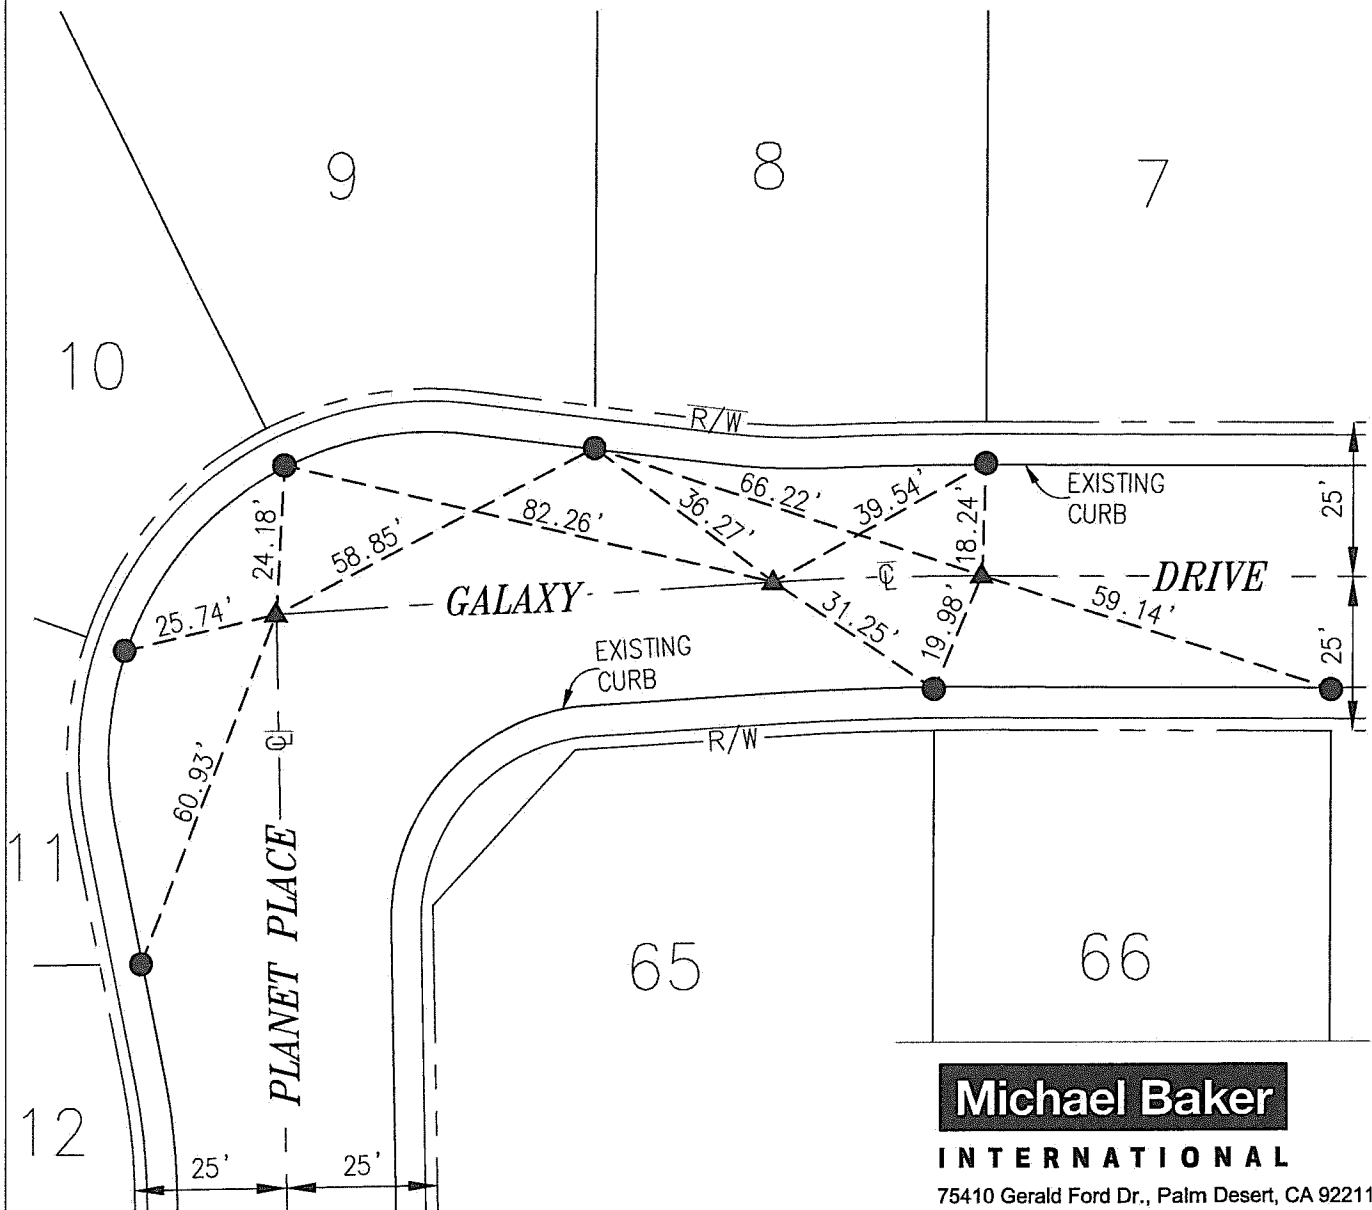 9
8
7
10
R/W
EXISTING
CURB
66.22'
39.54'
36.27'
82.26'
58.85'
24.18'
18.24'
25'
℄
GALAXY
DRIVE
25.74'
31.25'
19.98'
59.14'
25'
EXISTING
CURB
R/W
℄
60.93'
11
PLANET PLACE
65
66
12
25'
25'
Michael Baker
INTERNATIONAL
75410 Gerald Ford Dr., Palm Desert, CA 92211